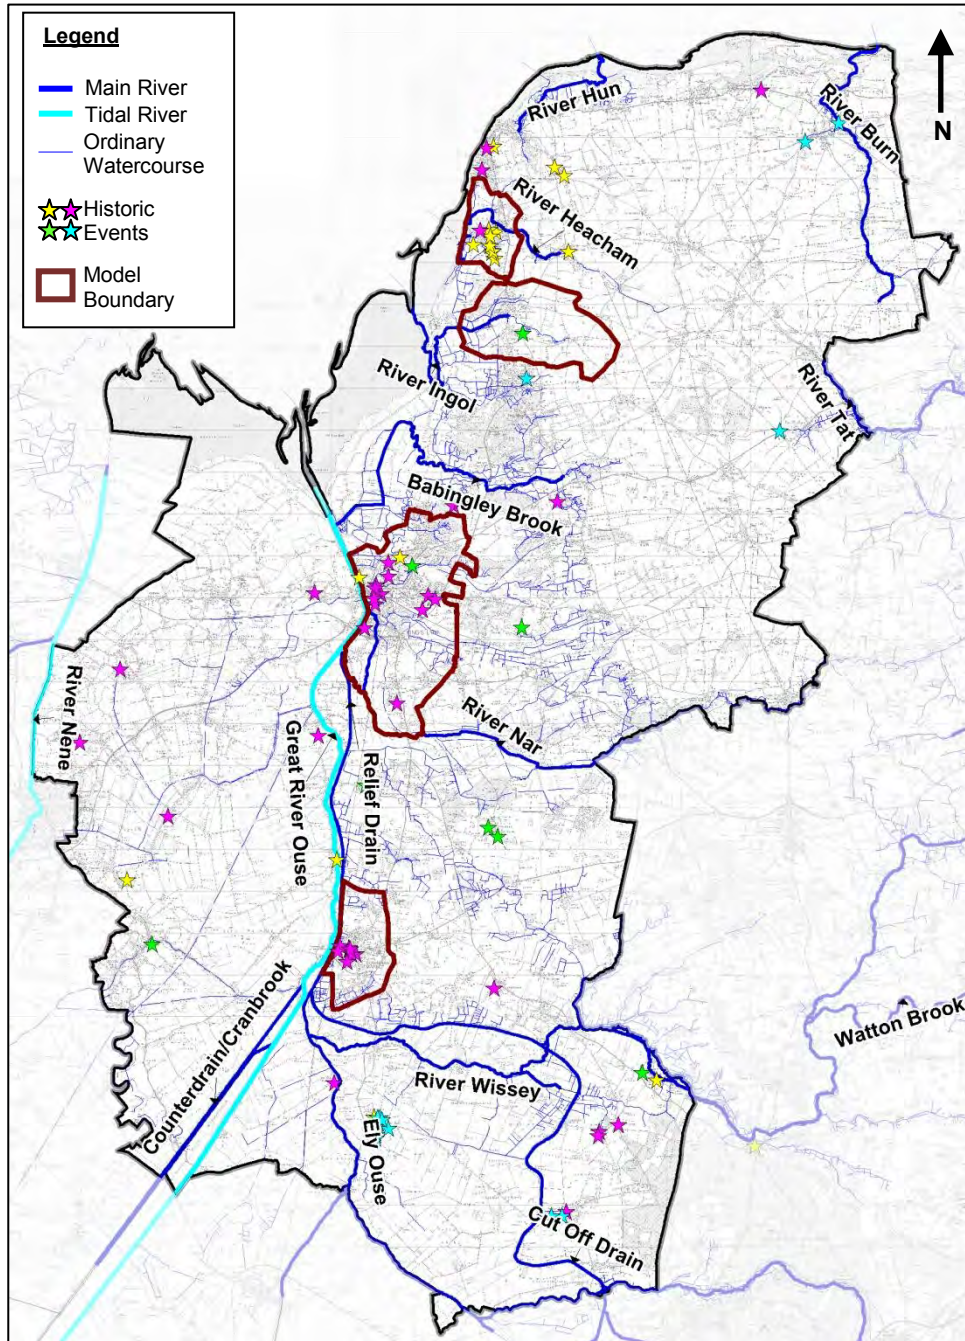 Legend
Main River
Tidal River
Ordinary
Watercourse
Historic
Events
Model
Boundary
N
River Hun
River Burn
River Heacham
River Ingol
River Tat
Babingley Brook
River Nene
River Nar
Great River Ouse
Relief Drain
Counterdrain/Cranbrook
Watton Brook
River Wissey
Ely Ouse
Cut Off Drain